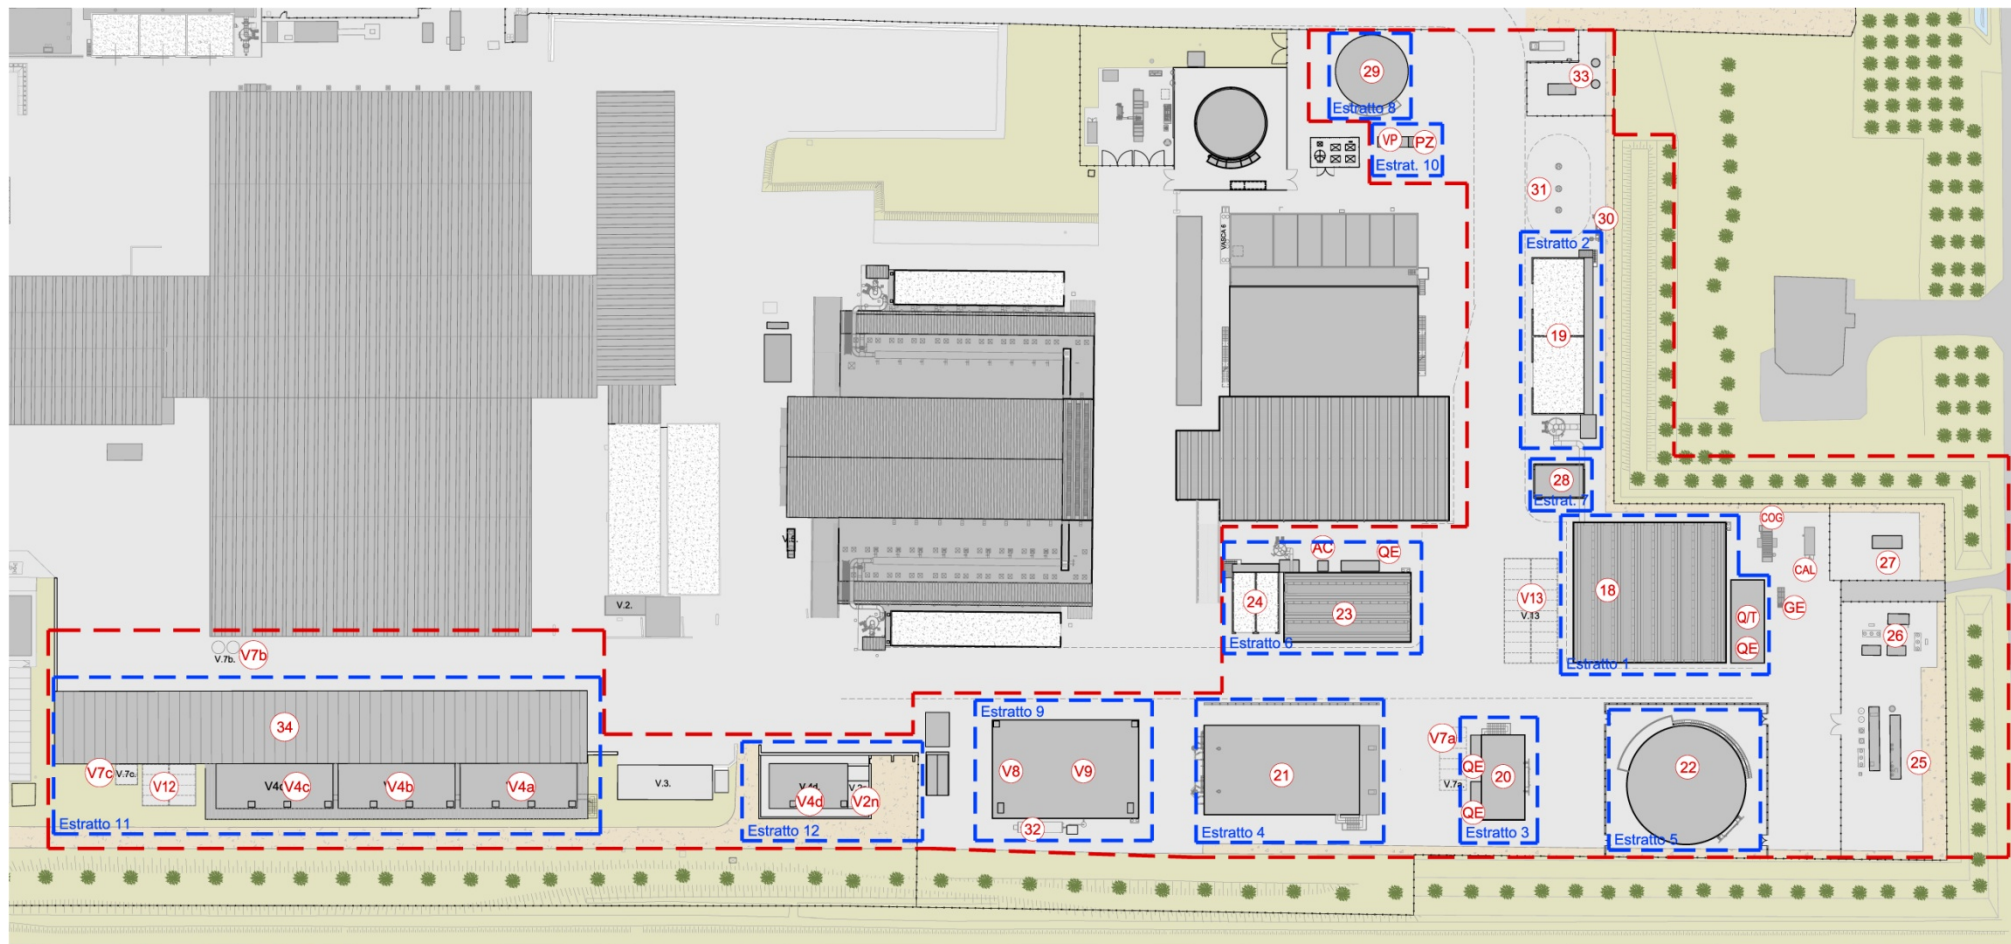 29
Estratto 8
33
VP
PZ
Estrat. 10
31
30
VASCA 6
Estratto 2
19
28
Estrat. 7
COG
AC
QE
27
CAL
24
23
V13
V.13
18
Q/T
GE
V.2.
26
Estratto 6
QE
V.7b.
V7b
Estratto 1
34
Estratto 9
V7a
V7c
V.7c.
V12
V4c
V4b
V4a
V.3.
V4d
V2n
V8
V9
21
QE
20
V.7a.
22
25
QE
Estratto 11
Estratto 12
32
Estratto 4
Estratto 3
Estratto 5